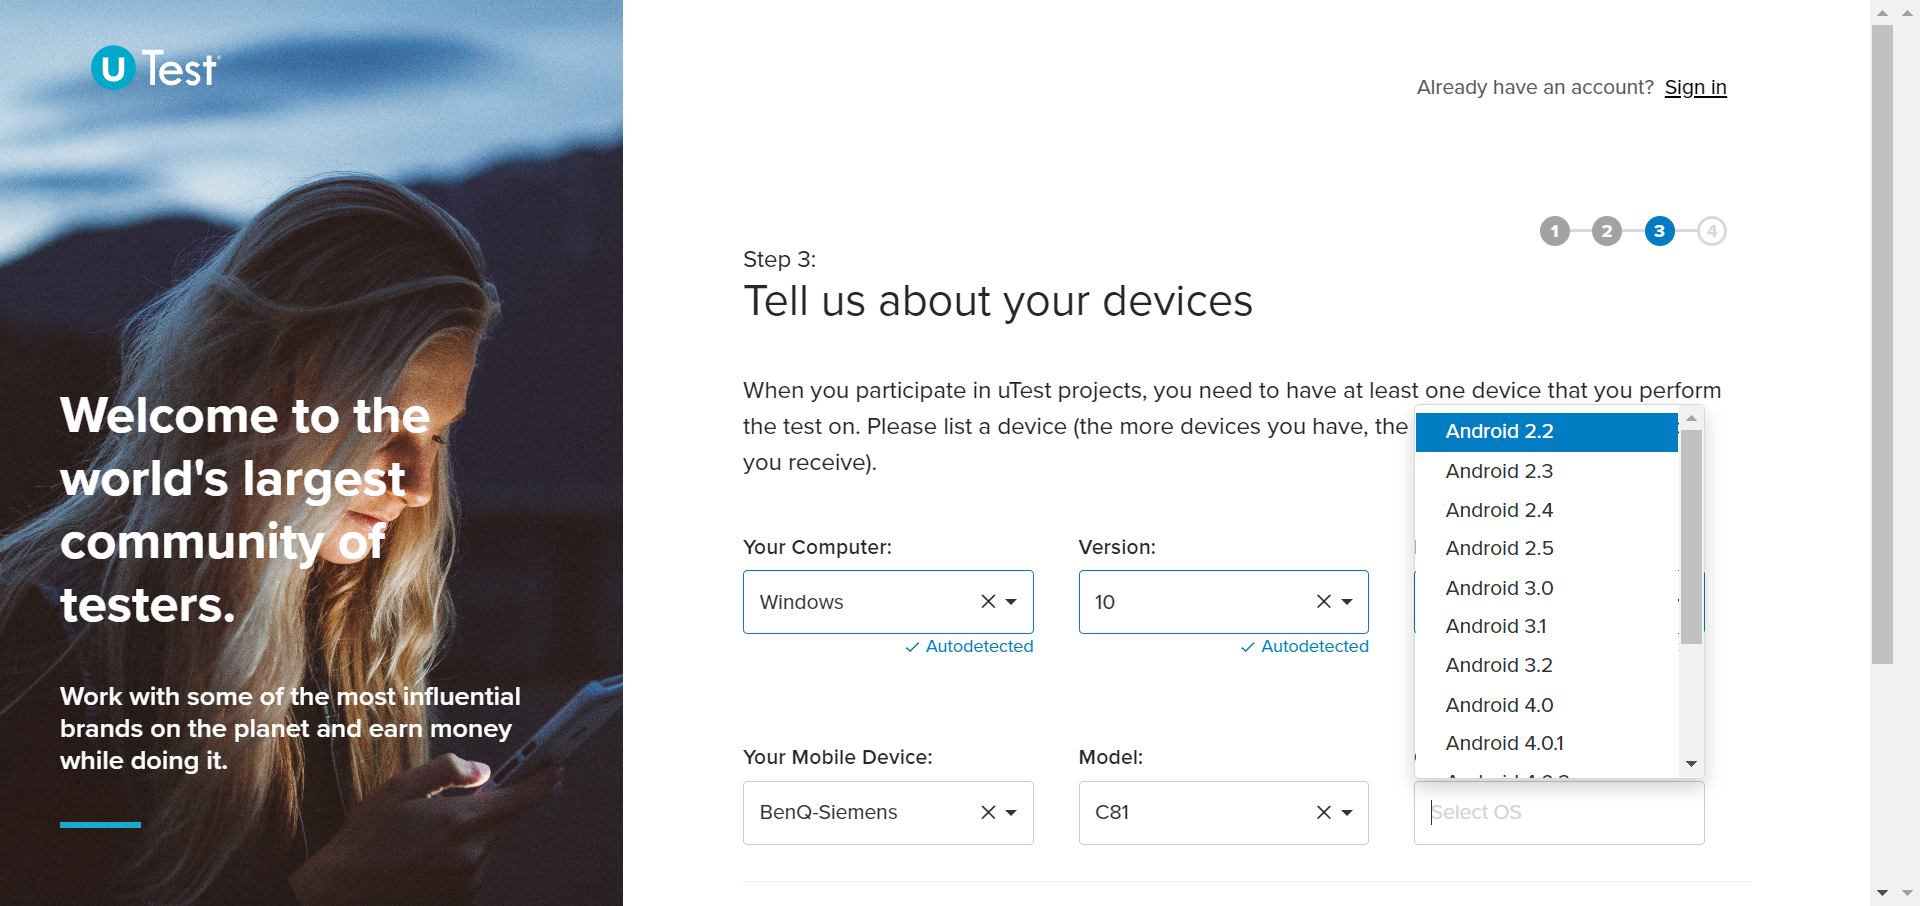 uTest
Welcome to the
world's largest
community of
testers.
Work with some of the most influential
brands on the planet and earn money
while doing it.
Already have an account? Sign in
1 2 3 4
Step 3:
Tell us about your devices
When you participate in uTest projects, you need to have at least one device that you perform
the test on. Please list a device (the more devices you have, the
you receive).
Your Computer:
Windows
Autodetected
Version:
10
Autodetected
Android 2.2
Android 2.3
Android 2.4
Android 2.5
Android 3.0
Android 3.1
Android 3.2
Android 4.0
Android 4.0.1
Your Mobile Device:
BenQ-Siemens
Model:
C81
Select OS